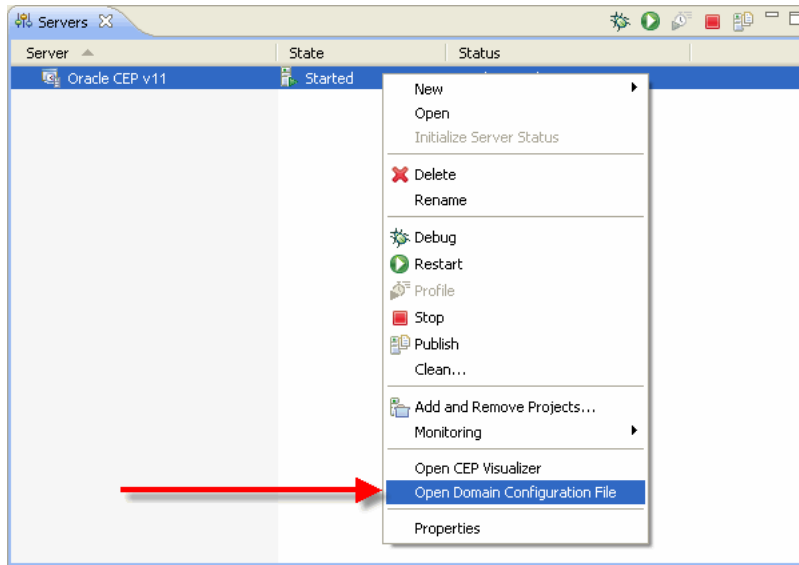 Servers
Server State Status
Oracle CEP v11 Started
New
Open
Initialize Server Status
Delete
Rename
Debug
Restart
Profile
Stop
Publish
Clean...
Add and Remove Projects...
Monitoring
Open CEP Visualizer
Open Domain Configuration File
Properties